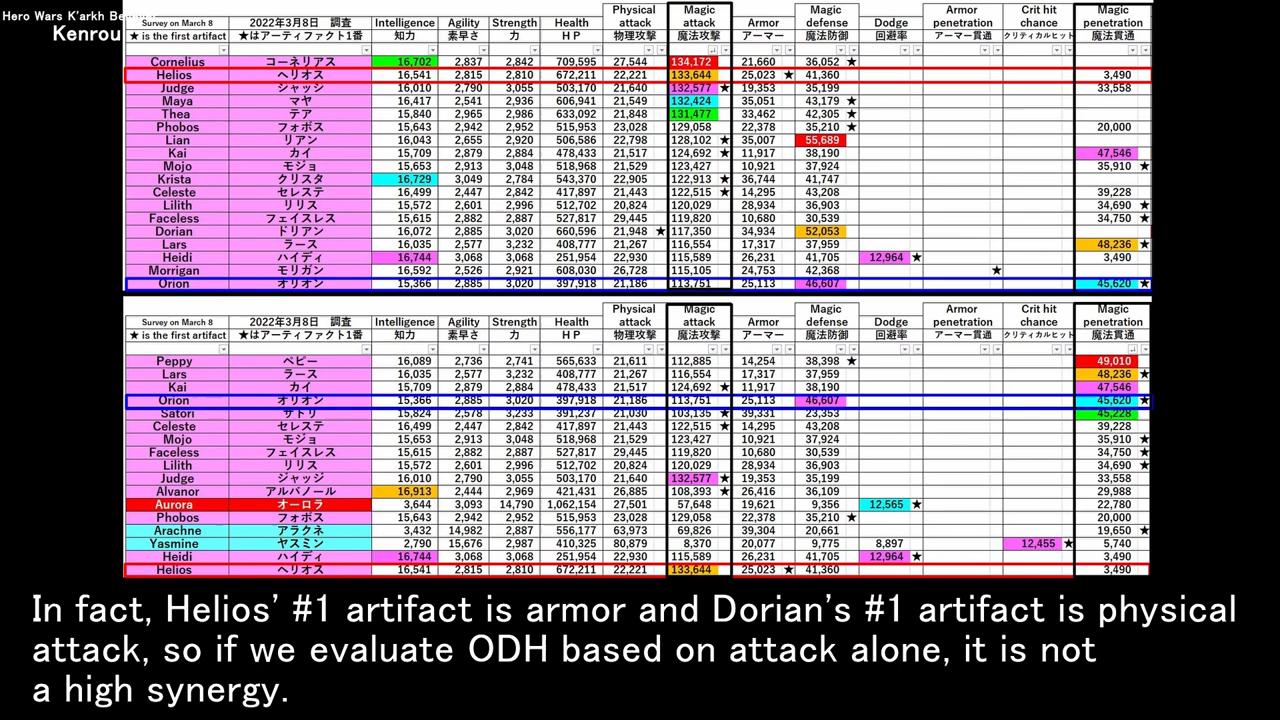 Hero Wars K'arkh Be
Kenrou
Physical Magic Magic Armor Crit hit Magic
Survey on March 8 2022年3月8日 調査 Intelligence Agility Strength Health attack attack Armor defense Dodge penetration chance penetration
★ is the first artifact ★はアーティファクト1番 知力 素早さ 力 ＨＰ 物理攻撃 魔法攻撃 アーマー 魔法防御 回避率 アーマー貫通 クリティカルヒット 魔法貫通
Cornelius コーネリアス 16,702 2,837 2,842 709,595 27,544 134,172 21,660 36,052 ★
Helios ヘリオス 16,541 2,815 2,810 672,211 22,221 133,644 25,023 ★ 41,360 3,490
Judge ジャッジ 16,010 2,790 3,055 503,170 21,640 132,577 ★ 19,353 35,199 33,558
Maya マヤ 16,417 2,541 2,936 606,941 21,549 132,424 35,051 43,179 ★
Thea テア 15,840 2,965 2,986 633,092 21,848 131,477 33,462 42,305 ★
Phobos フォボス 15,643 2,942 2,952 515,953 23,028 129,058 22,378 35,210 ★ 20,000
Lian リアン 16,043 2,655 2,920 506,586 22,798 128,102 ★ 35,007 55,689
Kai カイ 15,709 2,879 2,884 478,433 21,517 124,692 ★ 11,917 38,190 47,546
Mojo モジョ 15,653 2,913 3,048 518,968 21,529 123,427 10,921 37,924 35,910 ★
Krista クリスタ 16,729 3,049 2,784 543,370 22,905 122,913 ★ 36,744 41,747
Celeste セレステ 16,499 2,447 2,842 417,897 21,443 122,515 ★ 14,295 43,208 39,228
Lilith リリス 15,572 2,601 2,996 512,702 20,824 120,029 28,934 36,903 34,690 ★
Faceless フェイスレス 15,615 2,882 2,887 527,817 29,445 119,820 10,680 30,539 34,750 ★
Dorian ドリアン 16,072 2,885 3,020 660,596 21,948 ★ 117,350 34,934 52,053
Lars ラース 16,035 2,577 3,232 408,777 21,267 116,554 17,317 37,959 48,236 ★
Heidi ハイディ 16,744 3,068 3,068 251,954 22,930 115,589 26,231 41,705 12,964 ★ 3,490
Morrigan モリガン 16,592 2,526 2,921 608,030 26,728 115,105 24,753 42,368 ★
Orion オリオン 15,366 2,885 3,020 397,918 21,186 113,751 25,113 46,607 45,620 ★
Physical Magic Magic Armor Crit hit Magic
Survey on March 8 2022年3月8日 調査 Intelligence Agility Strength Health attack attack Armor defense Dodge penetration chance penetration
★ is the first artifact ★はアーティファクト1番 知力 素早さ 力 ＨＰ 物理攻撃 魔法攻撃 アーマー 魔法防御 回避率 アーマー貫通 クリティカルヒット 魔法貫通
Peppy ペピー 16,089 2,736 2,741 565,633 21,611 112,885 14,254 38,398 ★ 49,010
Lars ラース 16,035 2,577 3,232 408,777 21,267 116,554 17,317 37,959 48,236 ★
Kai カイ 15,709 2,879 2,884 478,433 21,517 124,692 ★ 11,917 38,190 47,546
Orion オリオン 15,366 2,885 3,020 397,918 21,186 113,751 25,113 46,607 45,620 ★
Satori サトリ 15,824 2,578 3,233 391,237 21,030 103,135 ★ 39,331 23,353 45,228
Celeste セレステ 16,499 2,447 2,842 417,897 21,443 122,515 ★ 14,295 43,208 39,228
Mojo モジョ 15,653 2,913 3,048 518,968 21,529 123,427 10,921 37,924 35,910 ★
Faceless フェイスレス 15,615 2,882 2,887 527,817 29,445 119,820 10,680 30,539 34,750 ★
Lilith リリス 15,572 2,601 2,996 512,702 20,824 120,029 28,934 36,903 34,690 ★
Judge ジャッジ 16,010 2,790 3,055 503,170 21,640 132,577 ★ 19,353 35,199 33,558
Alvanor アルバノール 16,913 2,444 2,969 421,431 26,885 108,393 ★ 26,416 36,109 29,988
Aurora オーロラ 3,644 3,093 14,790 1,062,154 27,501 57,648 19,621 9,356 12,565 ★ 22,780
Phobos フォボス 15,643 2,942 2,952 515,953 23,028 129,058 22,378 35,210 ★ 20,000
Arachne アラクネ 3,432 14,982 2,887 556,177 63,973 69,826 39,304 20,661 19,650 ★
Yasmine ヤスミン 2,790 15,676 2,987 410,325 80,879 8,370 20,077 9,775 8,897 12,455 ★ 5,740
Heidi ハイディ 16,744 3,068 3,068 251,954 22,930 115,589 26,231 41,705 12,964 ★ 3,490
Helios ヘリオス 16,541 2,815 2,810 672,211 22,221 133,644 25,023 ★ 41,360 3,490
In fact, Helios' #1 artifact is armor and Dorian's #1 artifact is physical
attack, so if we evaluate ODH based on attack alone, it is not
a high synergy.